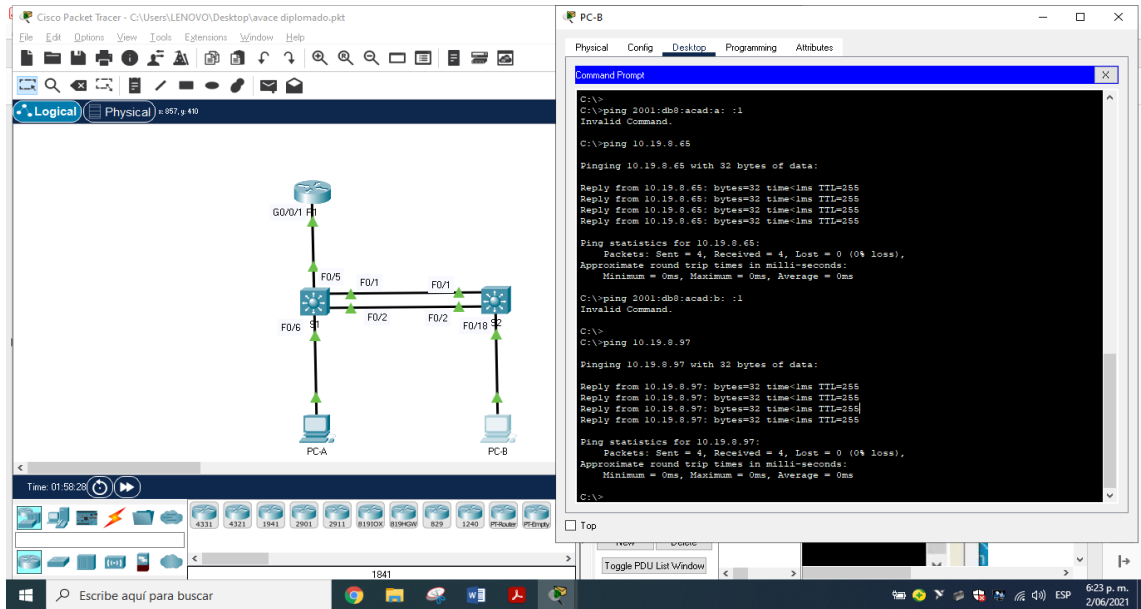 Cisco Packet Tracer - C:\Users\LENOVO\Desktop\avace diplomado.pkt
File Edit Options View Tools Extensions Window Help
Logical Physical x: 857, y: 410
G0/0/1 R1
F0/5
F0/1
F0/1
F0/6
S1
F0/2
F0/2
F0/18
S2
PC-A
PC-B
Time: 01:58:28
4331 4321 1941 2901 2911 819IOX 819HGW 829 1240 PT-Router PT-Empty
1841
PC-B
Physical Config Desktop Programming Attributes
Command Prompt X
C:\>
C:\>ping 2001:db8:acad:a: :1
Invalid Command.
C:\>ping 10.19.8.65
Pinging 10.19.8.65 with 32 bytes of data:
Reply from 10.19.8.65: bytes=32 time<1ms TTL=255
Reply from 10.19.8.65: bytes=32 time<1ms TTL=255
Reply from 10.19.8.65: bytes=32 time<1ms TTL=255
Reply from 10.19.8.65: bytes=32 time<1ms TTL=255
Ping statistics for 10.19.8.65:
Packets: Sent = 4, Received = 4, Lost = 0 (0% loss),
Approximate round trip times in milli-seconds:
Minimum = 0ms, Maximum = 0ms, Average = 0ms
C:\>ping 2001:db8:acad:b: :1
Invalid Command.
C:\>
C:\>ping 10.19.8.97
Pinging 10.19.8.97 with 32 bytes of data:
Reply from 10.19.8.97: bytes=32 time<1ms TTL=255
Reply from 10.19.8.97: bytes=32 time<1ms TTL=255
Reply from 10.19.8.97: bytes=32 time<1ms TTL=255
Reply from 10.19.8.97: bytes=32 time<1ms TTL=255
Ping statistics for 10.19.8.97:
Packets: Sent = 4, Received = 4, Lost = 0 (0% loss),
Approximate round trip times in milli-seconds:
Minimum = 0ms, Maximum = 0ms, Average = 0ms
C:\>
Top
New Delete
Toggle PDU List Window
Escribe aquí para buscar
ESP
6:23 p. m.
2/06/2021